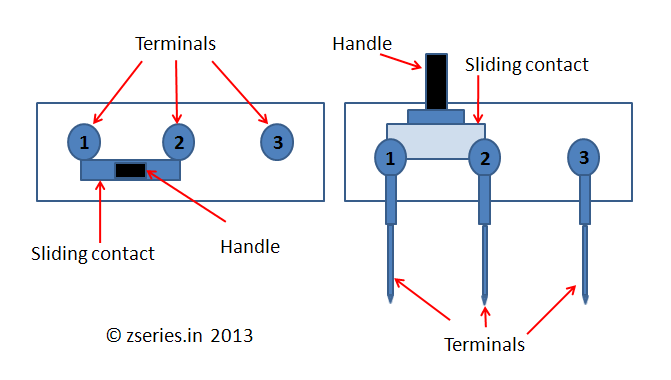 Terminals
1
2
3
Sliding contact
Handle
Handle
Sliding contact
1
2
3
Terminals
© zseries.in 2013